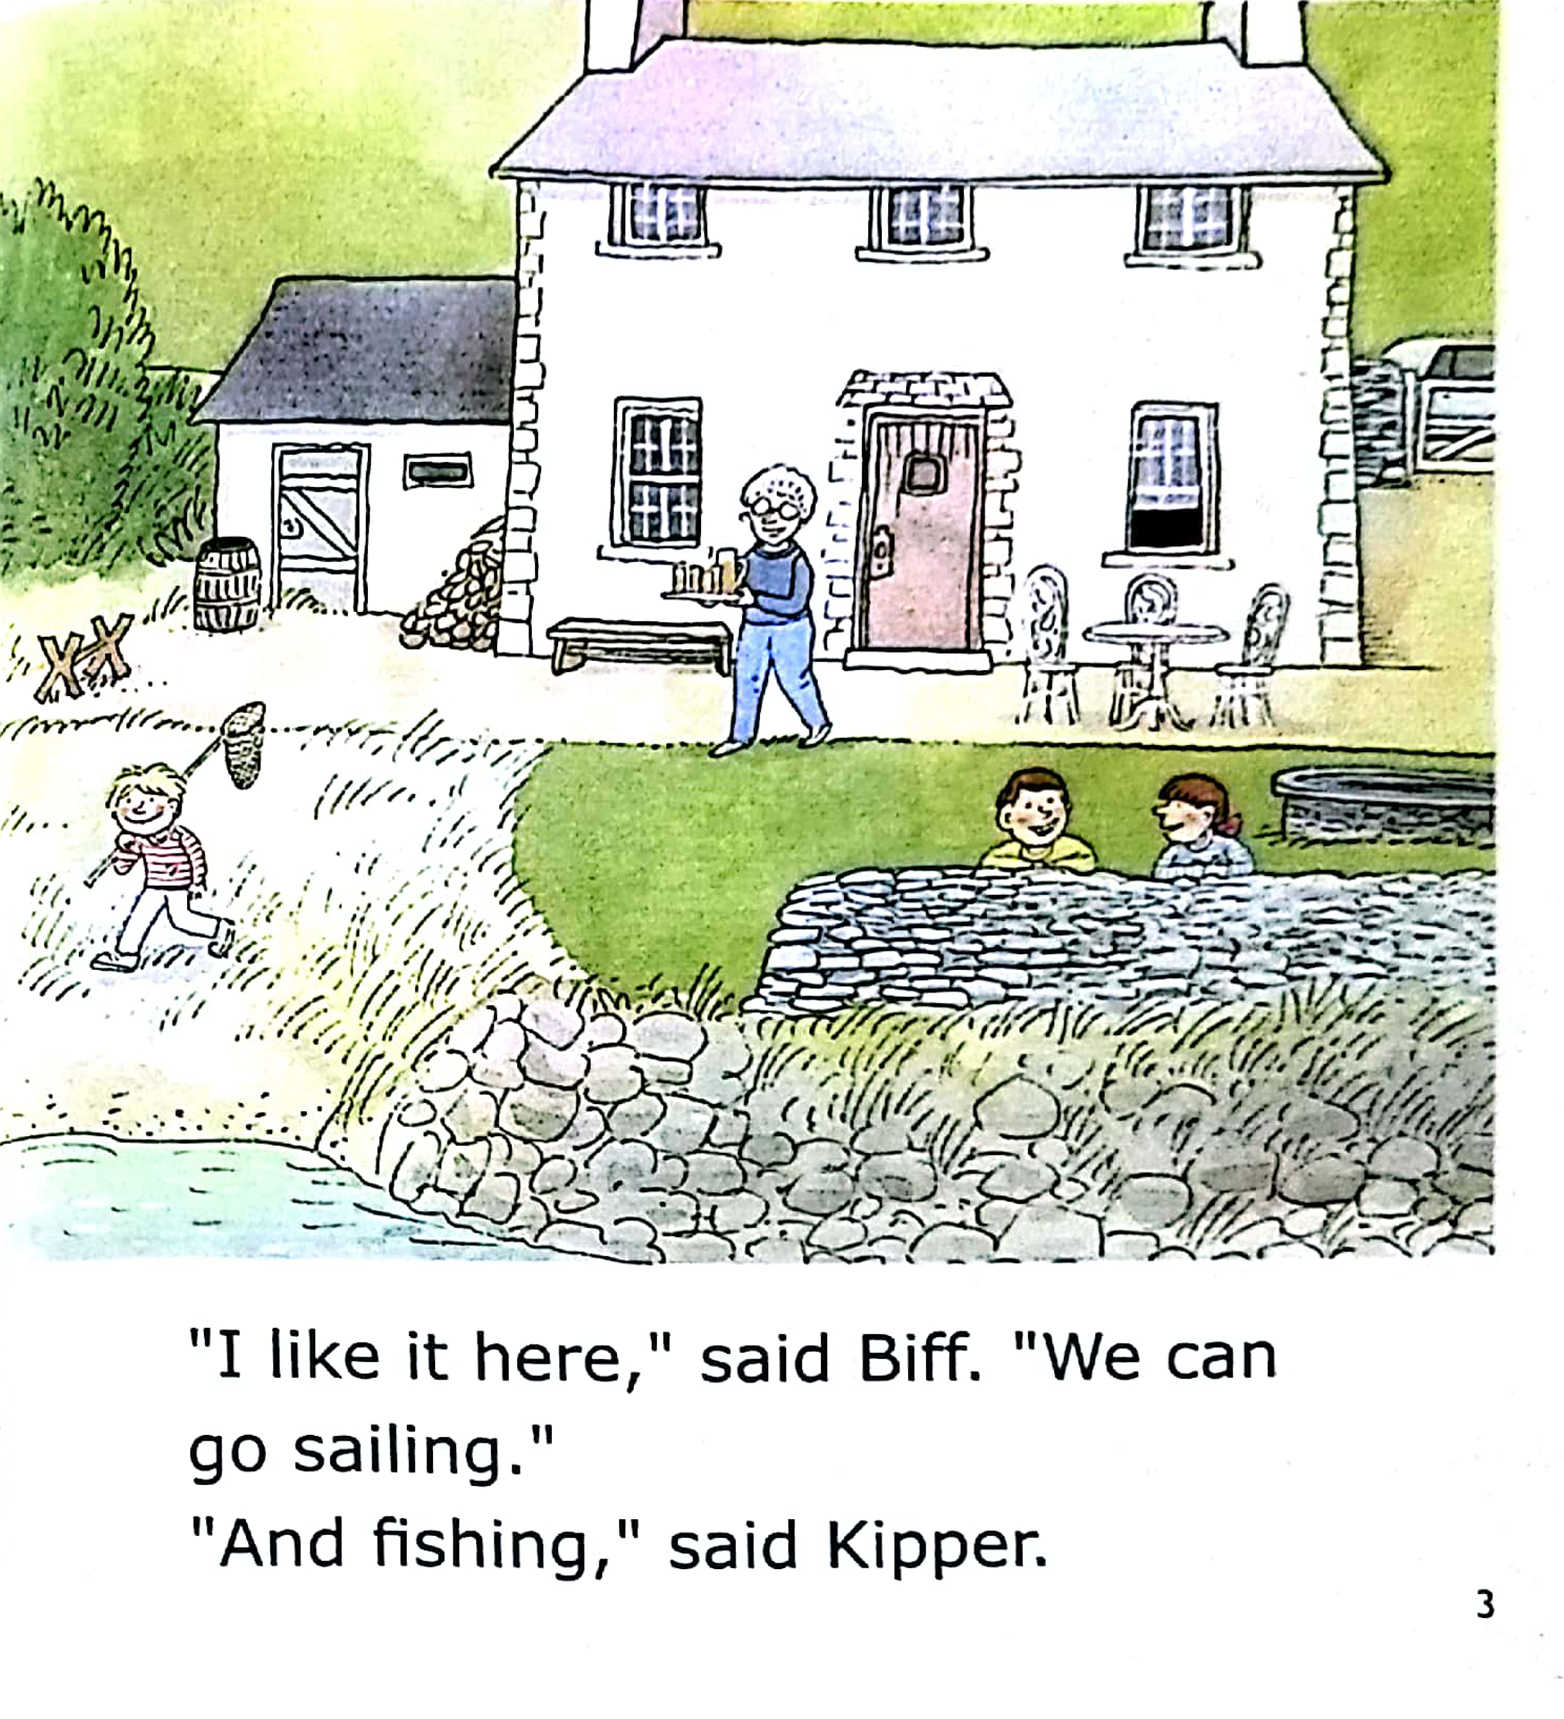 "I like it here," said Biff. "We can
go sailing."
"And fishing," said Kipper.
3